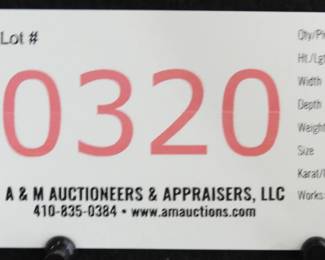 Lot #
0320
A & M AUCTIONEERS & APPRAISERS, LLC
410-835-0384 • www.amauctions.com
Qty/
Ht./Lgt
Width
Depth
Weight
Size
Karat/
Works